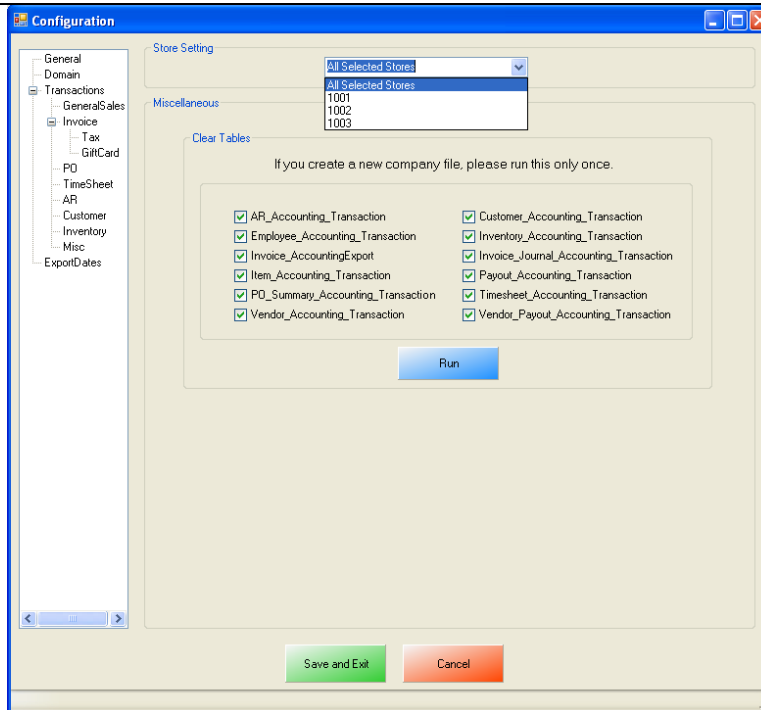 Configuration
General
Domain
Transactions
GeneralSales
Invoice
Tax
GiftCard
PO
TimeSheet
AR
Customer
Inventory
Misc
ExportDates
Store Setting
All Selected Stores
All Selected Stores
1001
1002
1003
Miscellaneous
Clear Tables
If you create a new company file, please run this only once.
AR_Accounting_Transaction
Customer_Accounting_Transaction
Employee_Accounting_Transaction
Inventory_Accounting_Transaction
Invoice_AccountingExport
Invoice_Journal_Accounting_Transaction
Item_Accounting_Transaction
Payout_Accounting_Transaction
PO_Summary_Accounting_Transaction
Timesheet_Accounting_Transaction
Vendor_Accounting_Transaction
Vendor_Payout_Accounting_Transaction
Run
Save and Exit
Cancel